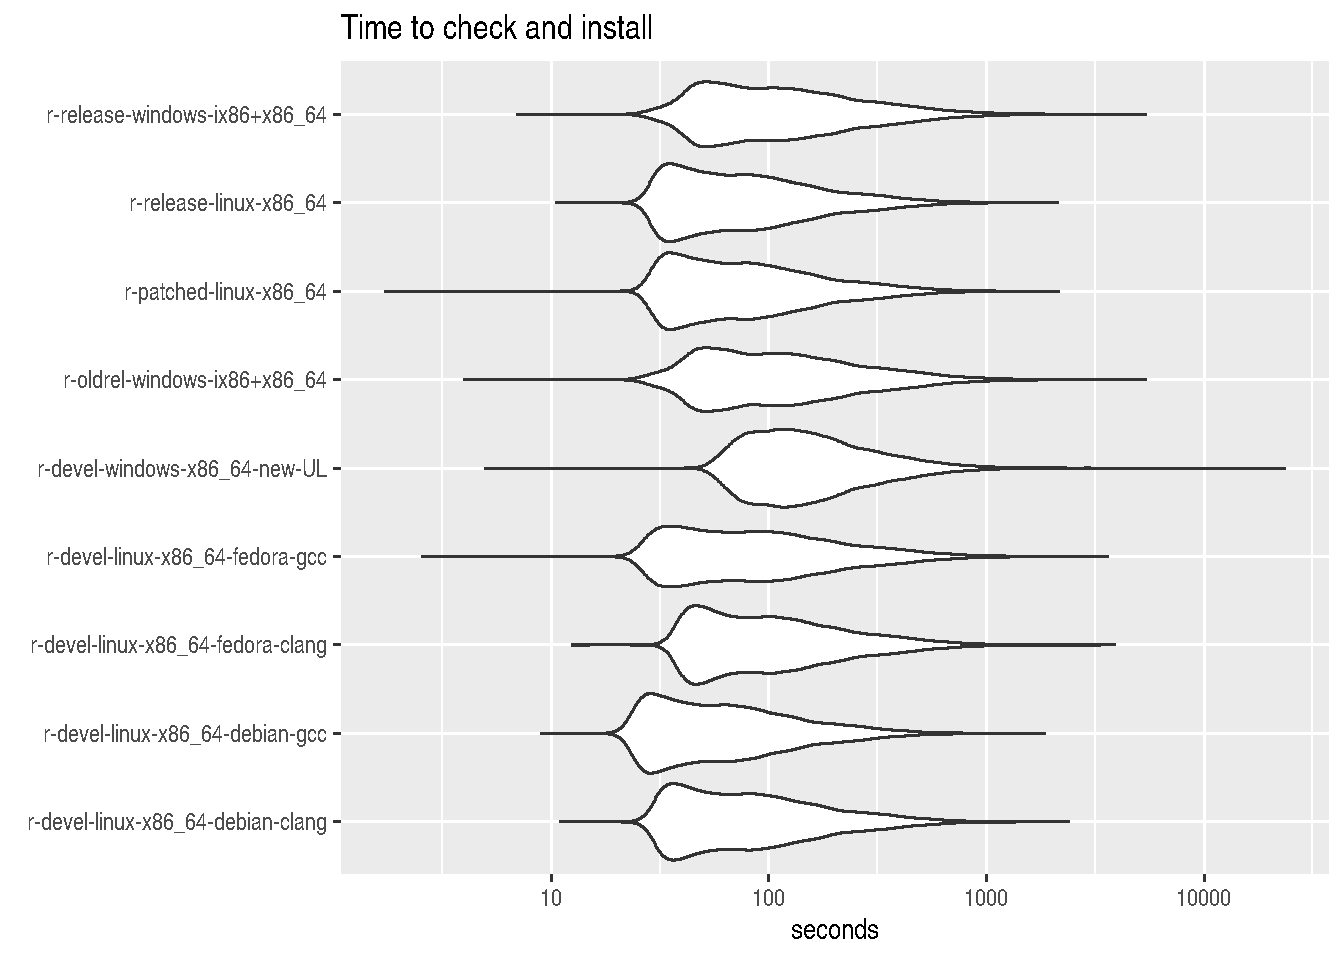 Time to check and install
r-release-windows-ix86+x86_64
r-release-linux-x86_64
r-patched-linux-x86_64
r-oldrel-windows-ix86+x86_64
r-devel-windows-x86_64-new-UL
r-devel-linux-x86_64-fedora-gcc
r-devel-linux-x86_64-fedora-clang
r-devel-linux-x86_64-debian-gcc
r-devel-linux-x86_64-debian-clang
10 100 1000 10000
seconds